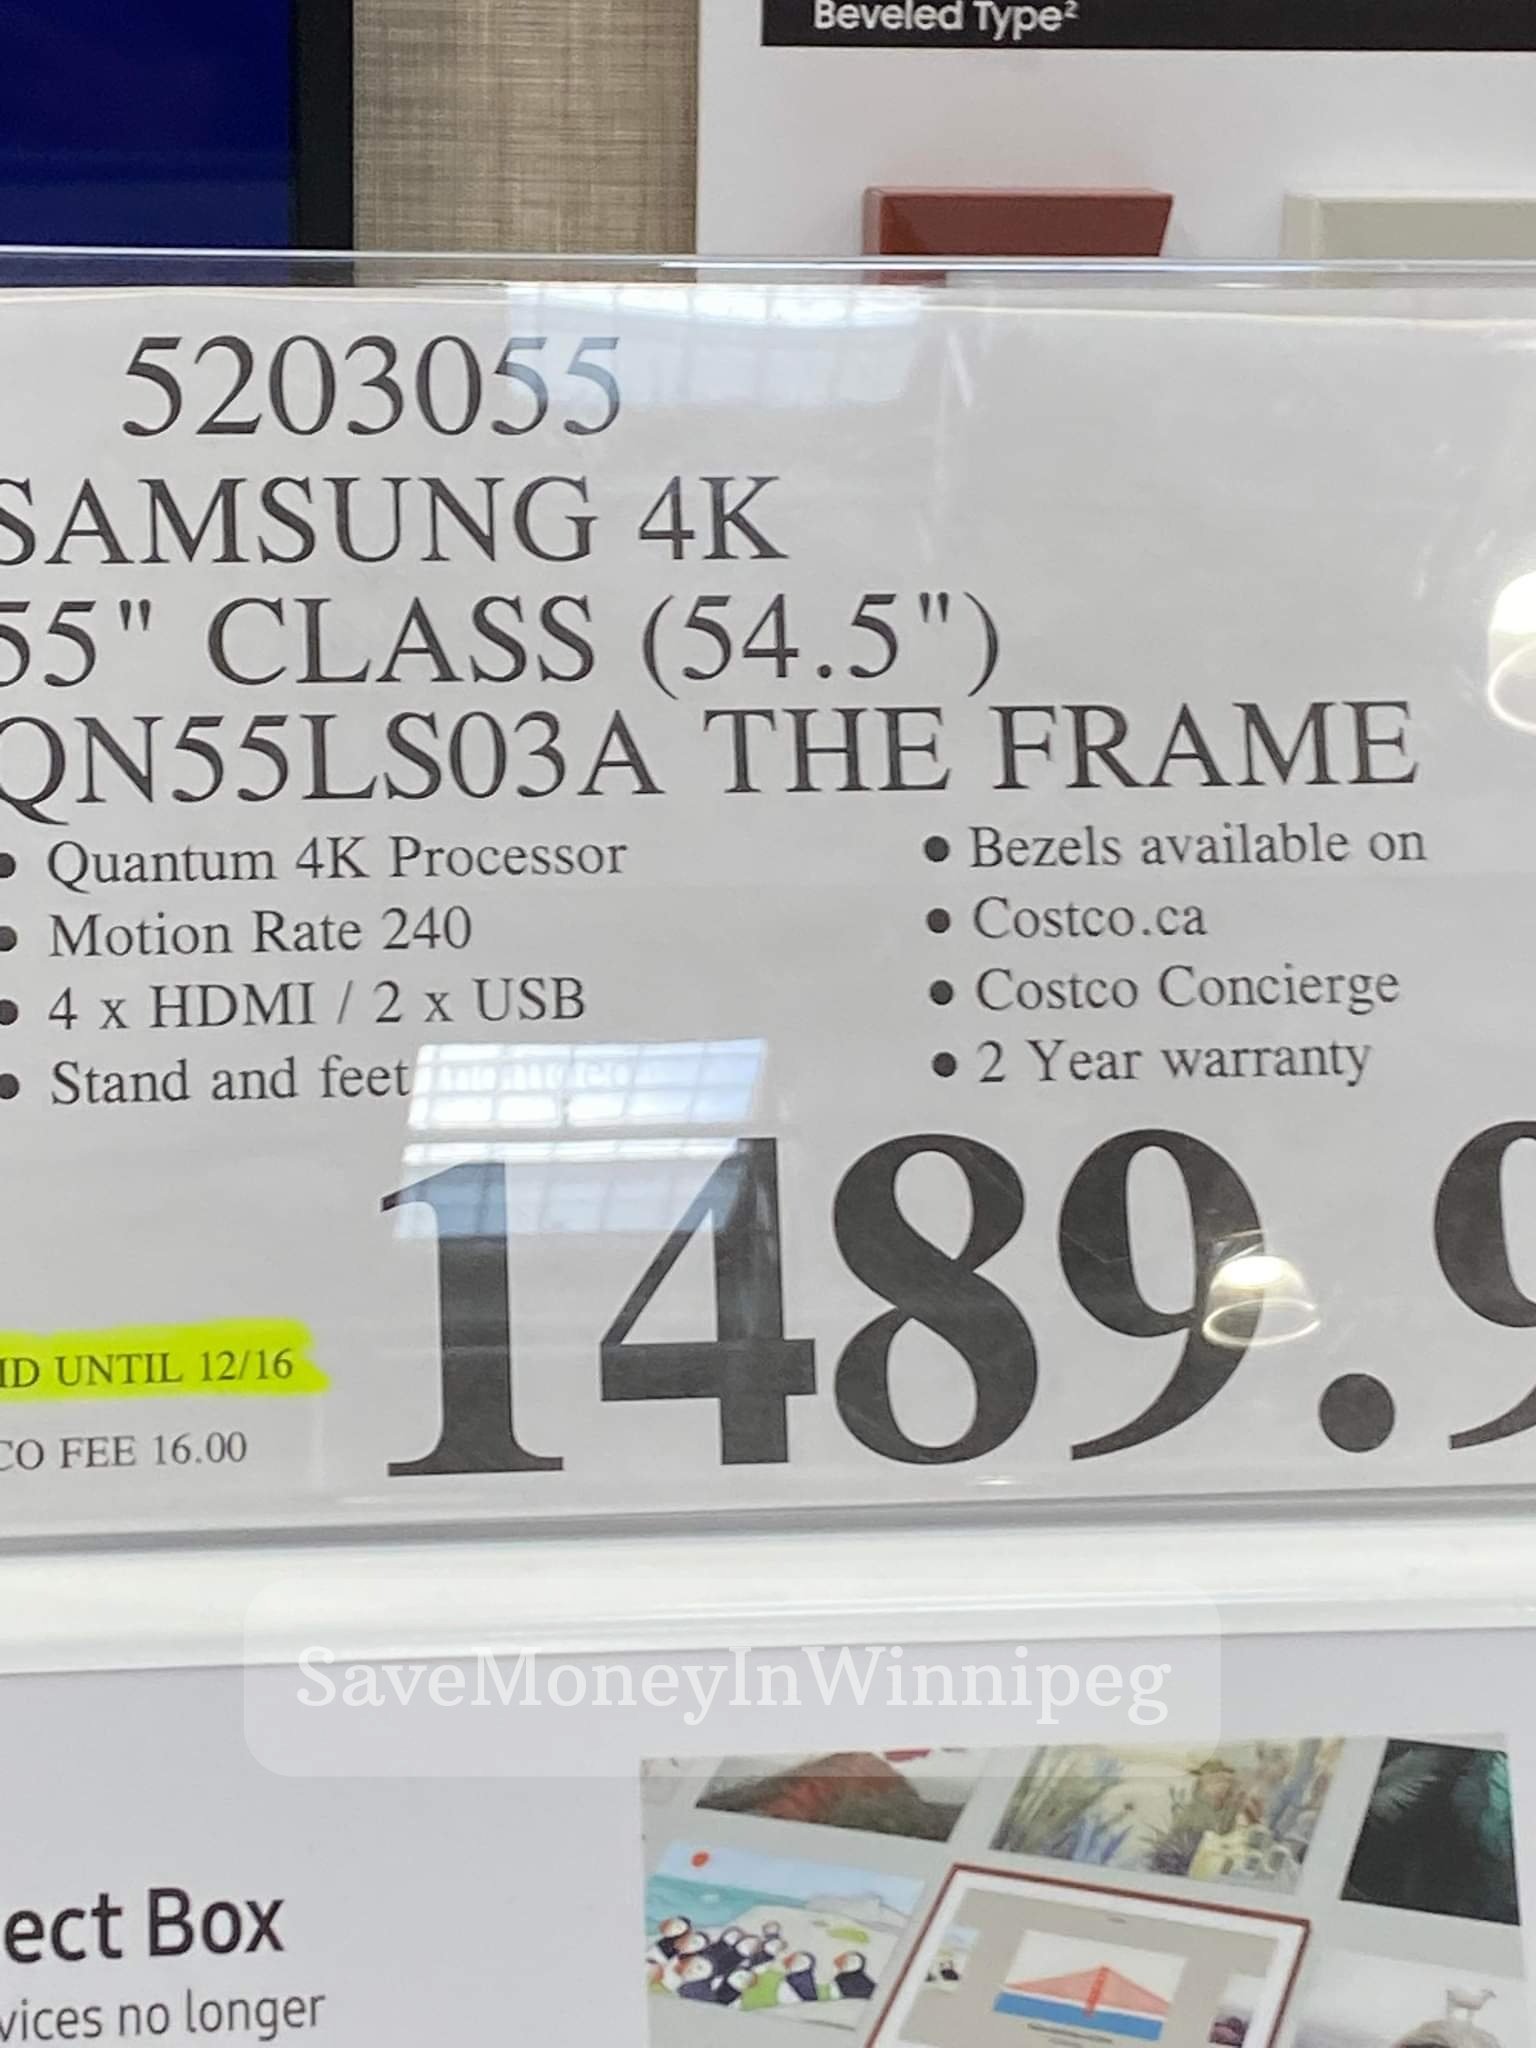 Beveled Type²
5203055
SAMSUNG 4K
55" CLASS (54.5")
QN55LS03A THE FRAME
• Quantum 4K Processor
• Motion Rate 240
• 4 x HDMI / 2 x USB
• Stand and feet
• Bezels available on
• Costco.ca
• Costco Concierge
• 2 Year warranty
1489.9
ID UNTIL 12/16
CO FEE 16.00
SaveMoneyInWinnipeg
ect Box
vices no longer